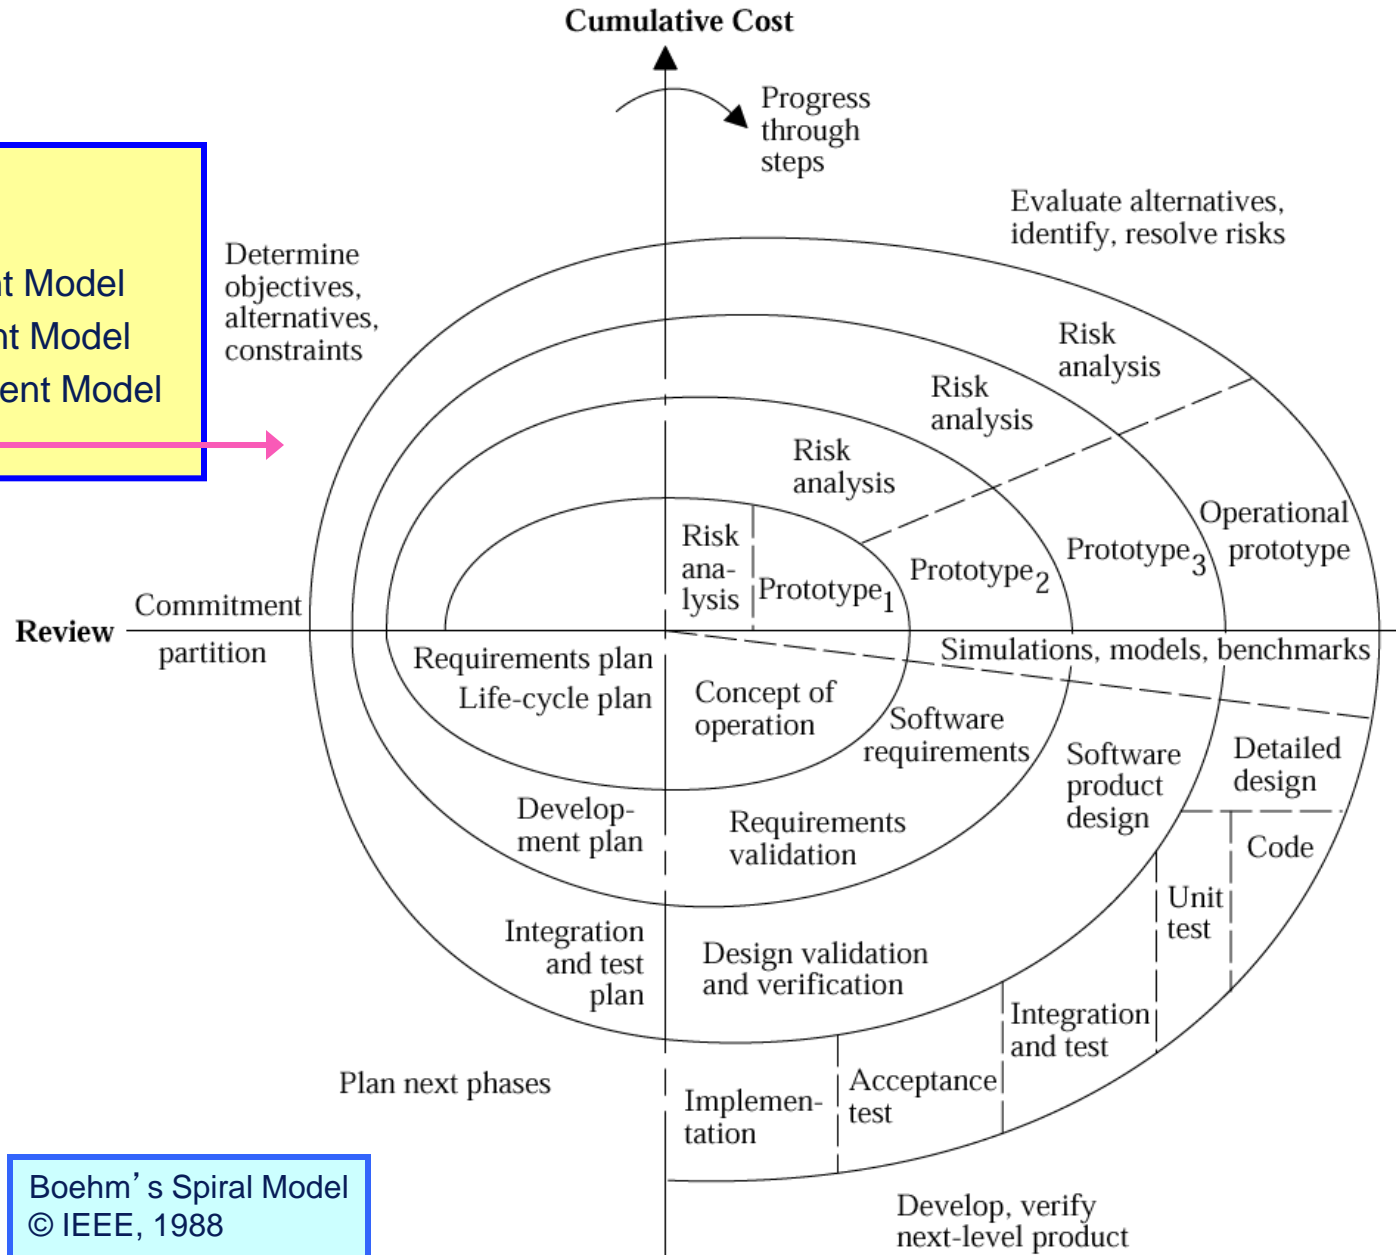 Cumulative Cost
Progress
through
steps
Evaluate alternatives,
identify, resolve risks
Determine
objectives,
alternatives,
constraints
Model
Model
Model
Risk
analysis
Risk
analysis
Risk
analysis
Risk
ana-
lysis
Prototype1
Prototype2
Prototype3
Operational
prototype
Commitment
Review
partition
Requirements plan
Life-cycle plan
Concept of
operation
Simulations, models, benchmarks
Software
requirements
Software
product
design
Detailed
design
Code
Unit
test
Develop-
ment plan
Requirements
validation
Integration
and test
plan
Design validation
and verification
Integration
and test
Acceptance
test
Implemen-
tation
Plan next phases
Develop, verify
next-level product
Boehm's Spiral Model
© IEEE, 1988